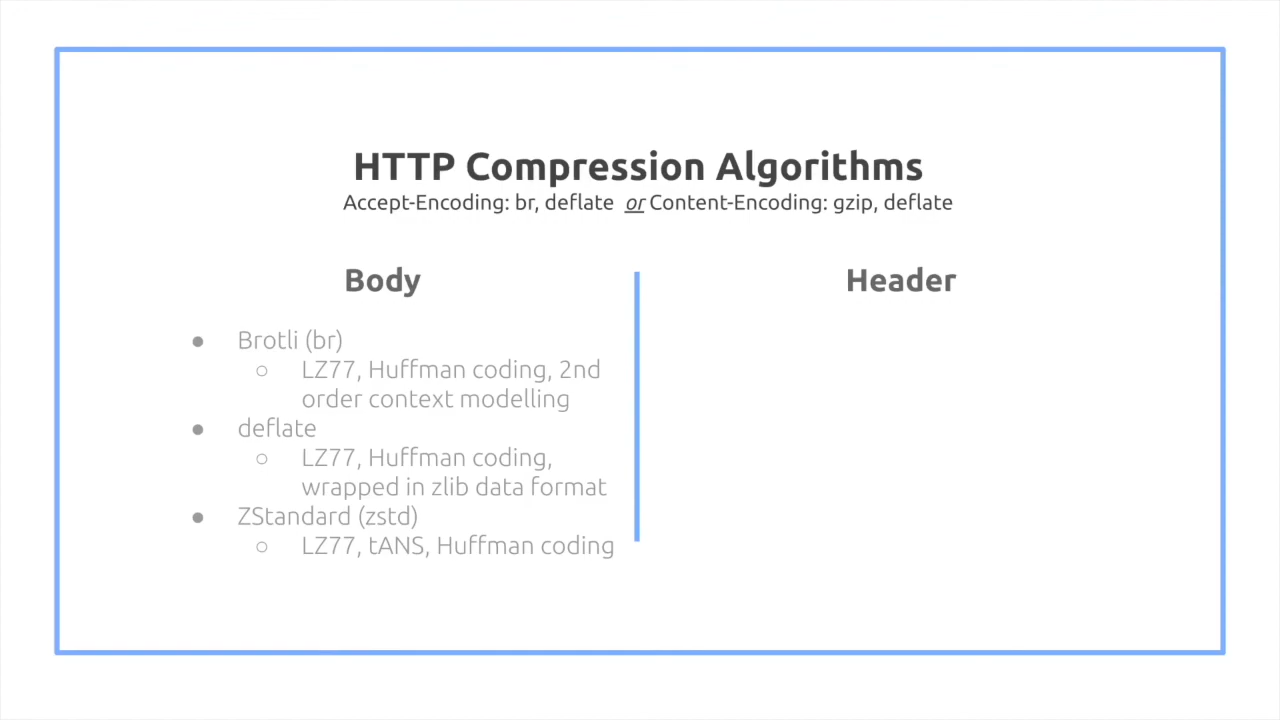 HTTP Compression Algorithms
Accept-Encoding: br, deflate or Content-Encoding: gzip, deflate
Body
● Brotli (br)
○ LZ77, Huffman coding, 2nd
order context modelling
● deflate
○ LZ77, Huffman coding,
wrapped in zlib data format
● ZStandard (zstd)
○ LZ77, tANS, Huffman coding
Header